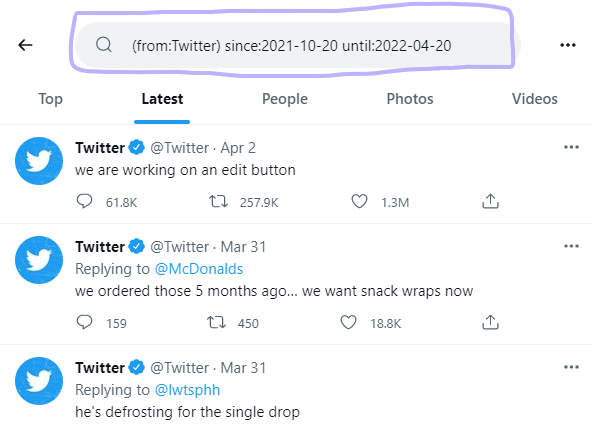 (from:Twitter) since:2021-10-20 until:2022-04-20
Top Latest People Photos Videos
Twitter @Twitter · Apr 2
we are working on an edit button
61.8K 257.9K 1.3M
Twitter @Twitter · Mar 31
Replying to @McDonalds
we ordered those 5 months ago... we want snack wraps now
159 450 18.8K
Twitter @Twitter · Mar 31
Replying to @lwtsphh
he's defrosting for the single drop